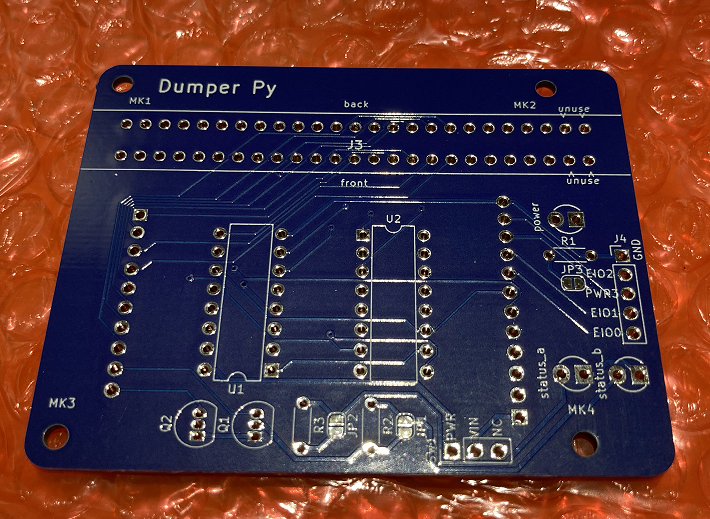 Dumper Py
MK1
back
MK2
unuse
J3
front
unuse
U2
power
R1
J4
GND
JP3
EIO2
PWR3
EIO1
EIO0
U1
status_a
status_b
MK3
MK4
Q2
Q1
R3
JP2
R2
JP1
PWR
VIN
NC